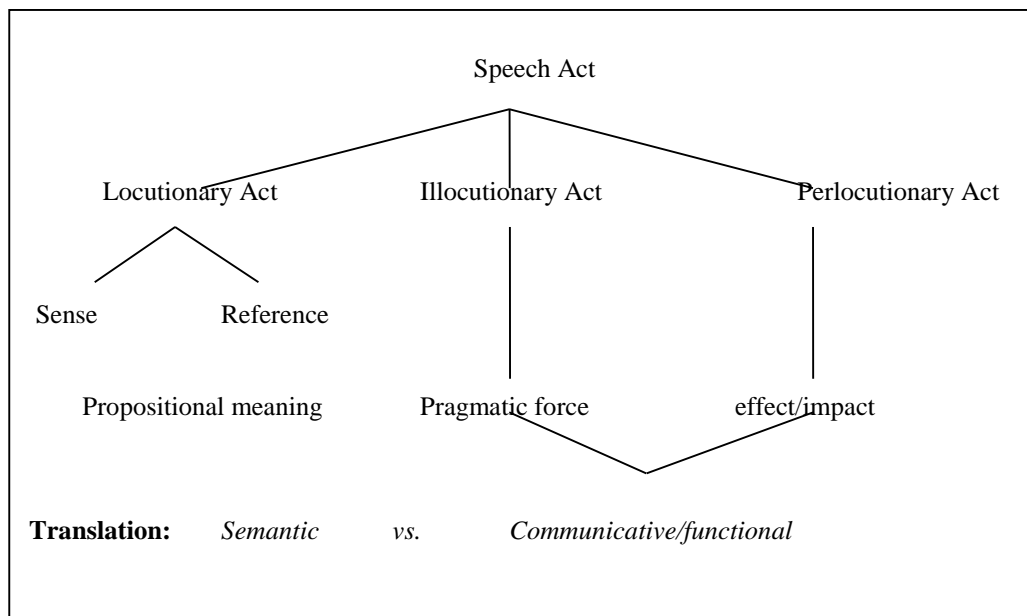 Speech Act
Locutionary Act Illocutionary Act Perlocutionary Act
Sense Reference
Propositional meaning Pragmatic force effect/impact
Translation: Semantic vs. Communicative/functional